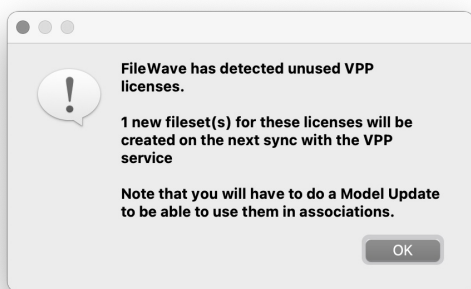 FileWave has detected unused VPP
licenses.
1 new fileset(s) for these licenses will be
created on the next sync with the VPP
service
Note that you will have to do a Model Update
to be able to use them in associations.
OK